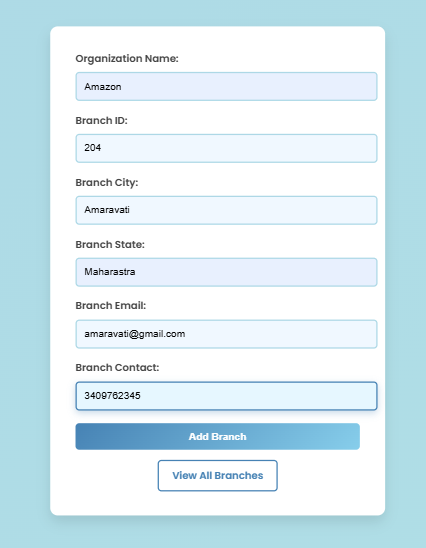 Organization Name:
Amazon
Branch ID:
204
Branch City:
Amaravati
Branch State:
Maharastra
Branch Email:
amaravati@gmail.com
Branch Contact:
3409762345
Add Branch
View All Branches